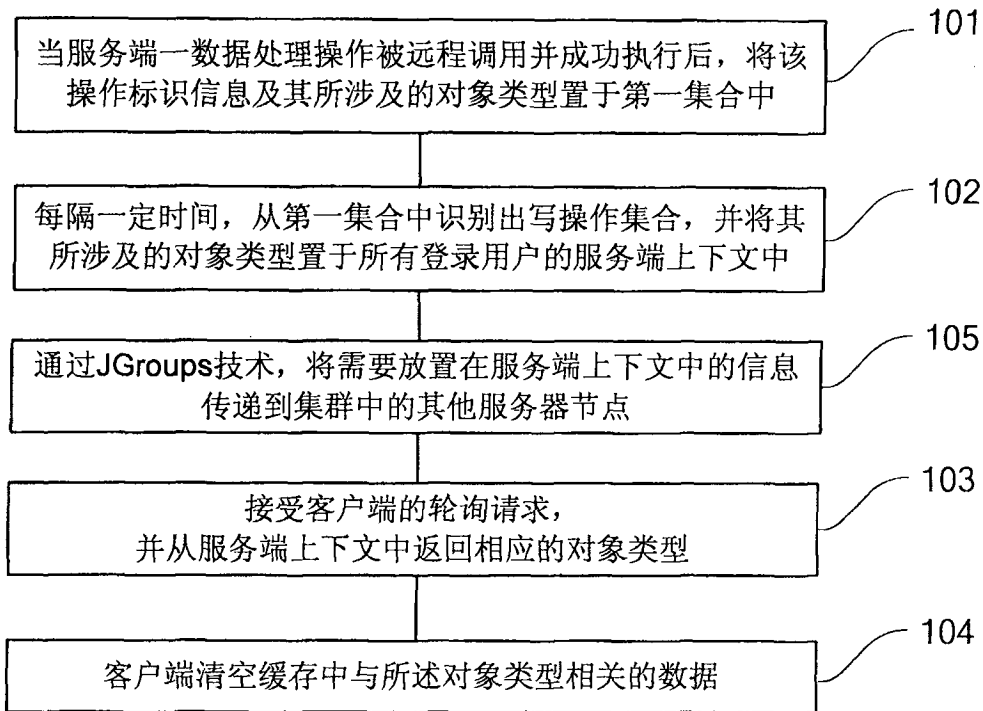 当服务端一数据处理操作被远程调用并成功执行后，将该
操作标识信息及其所涉及的对象类型置于第一集合中
101
每隔一定时间，从第一集合中识别出写操作集合，并将其
所涉及的对象类型置于所有登录用户的服务端上下文中
102
通过JGroups技术，将需要放置在服务端上下文中的信息
传递到集群中的其他服务器节点
105
接受客户端的轮询请求，
并从服务端上下文中返回相应的对象类型
103
客户端清空缓存中与所述对象类型相关的数据
104